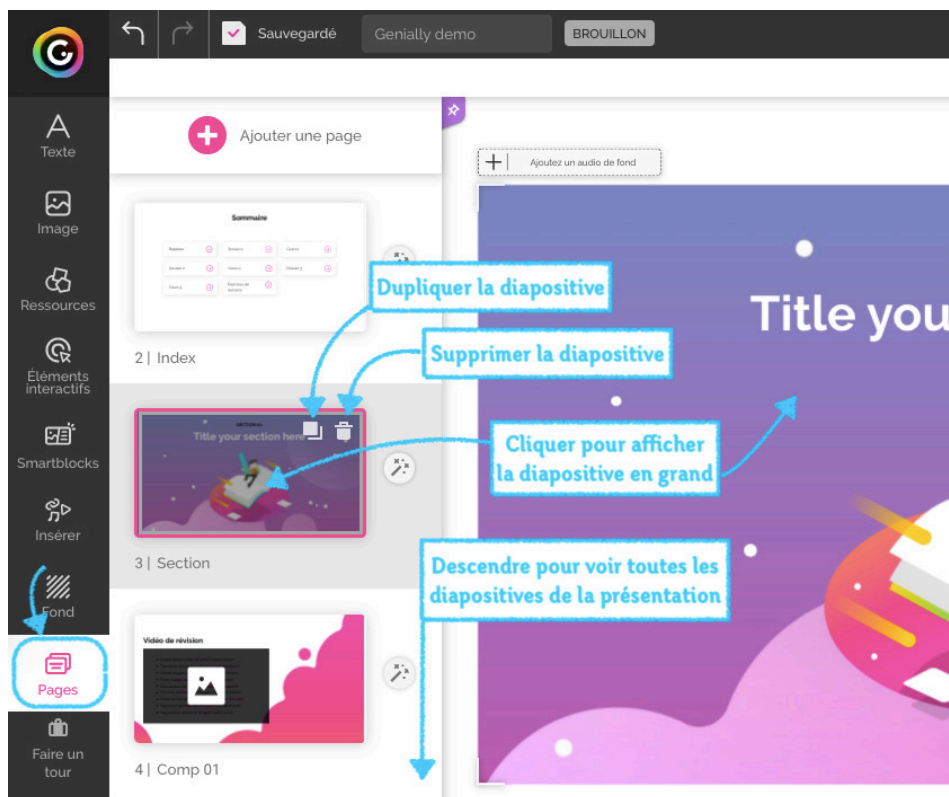 Sauvegardé
Genially demo
BROUILLON
Texte
Image
Ressources
Éléments
interactifs
Smartblocks
Insérer
Fond
Pages
Faire un
tour
Ajouter une page
Sommaire
2 | Index
SECTION
Title your section here
3 | Section
Vidéo de révision
4 | Comp 01
Ajoutez un audio de fond
Title you
Dupliquer la diapositive
Supprimer la diapositive
Cliquer pour afficher
la diapositive en grand
Descendre pour voir toutes les
diapositives de la présentation